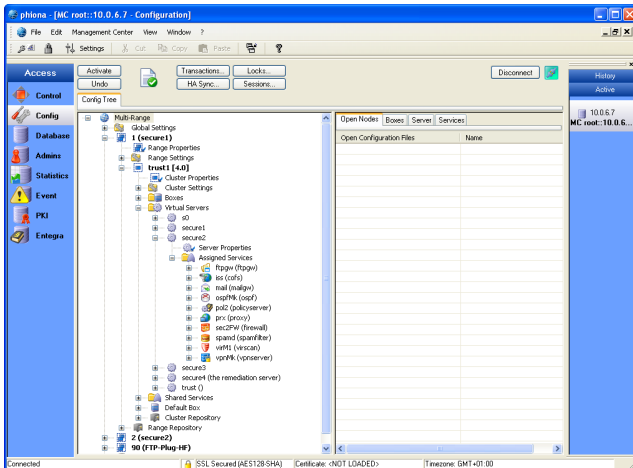 phiona - [MC root::10.0.6.7 - Configuration]
File Edit Management Center View Window ?
Settings Cut Copy Paste
Access
Control
Config
Database
Admins
Statistics
Event
PKI
Entegra
Activate Transactions... Locks... Disconnect
Undo HA Sync... Sessions...
Config Tree
Multi-Range
Global Settings
1 (secure1)
Range Properties
Range Settings
trust1 [4.0]
Cluster Properties
Cluster Settings
Boxes
Virtual Servers
s0
secure1
secure2
Server Properties
Assigned Services
ftpgw (ftpgw)
iss (cofs)
mail (mailgw)
ospfMk (ospf)
pol2 (policyserver)
prx (proxy)
sec2FW (firewall)
spamd (spamfilter)
virM1 (virscan)
vpnMk (vpnserver)
secure3
secure4 (the remediation server)
trust ()
Shared Services
Default Box
Cluster Repository
Range Repository
2 (secure2)
90 (FTP-Plug-HF)
Open Nodes Boxes Server Services
Open Configuration Files Name
History
Active
10.0.6.7
MC root::10.0.6...
Connected SSL Secured (AES128-SHA) Certificate: <NOT LOADED> Timezone: GMT+01:00